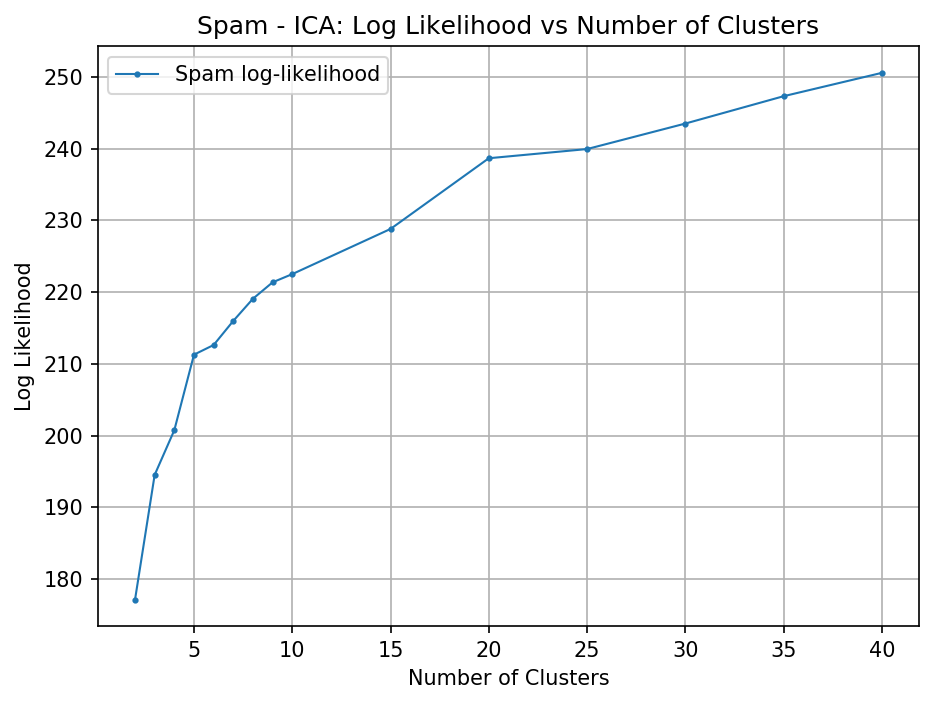 Spam - ICA: Log Likelihood vs Number of Clusters
Spam log-likelihood
Log Likelihood
250
240
230
220
210
200
190
180
5 10 15 20 25 30 35 40
Number of Clusters